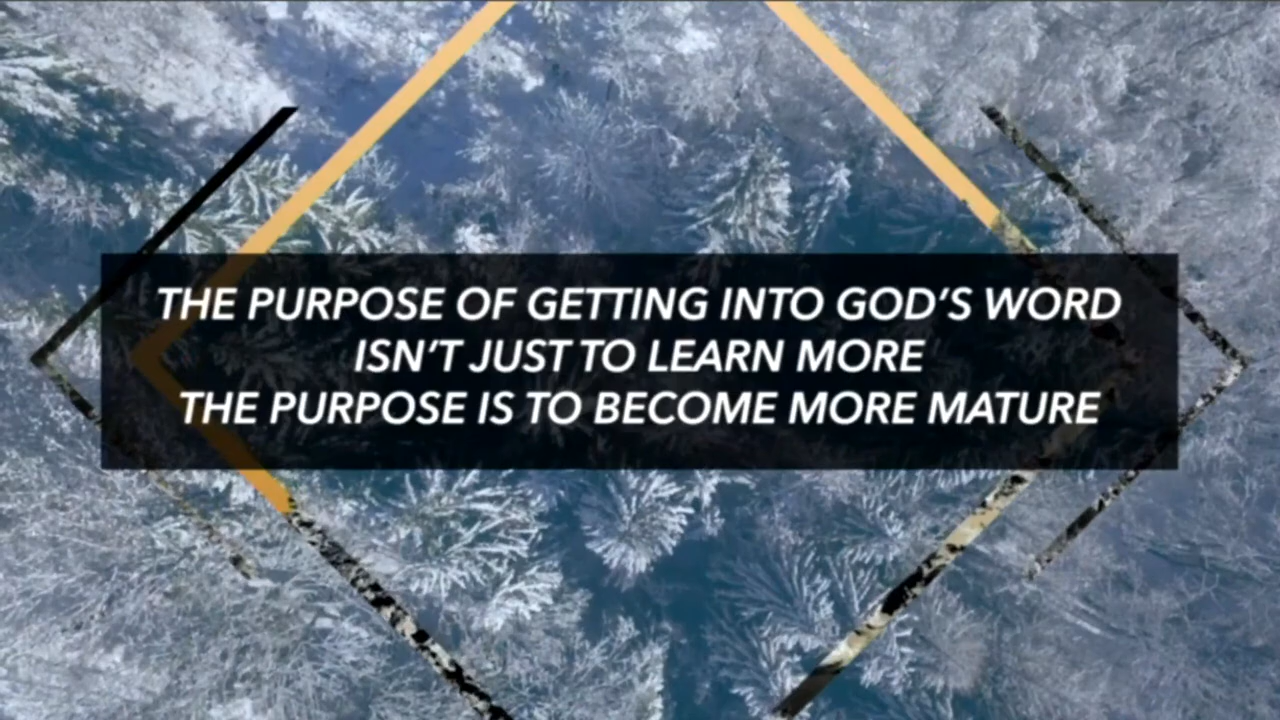 THE PURPOSE OF GETTING INTO GOD'S WORD
ISN'T JUST TO LEARN MORE
THE PURPOSE IS TO BECOME MORE MATURE